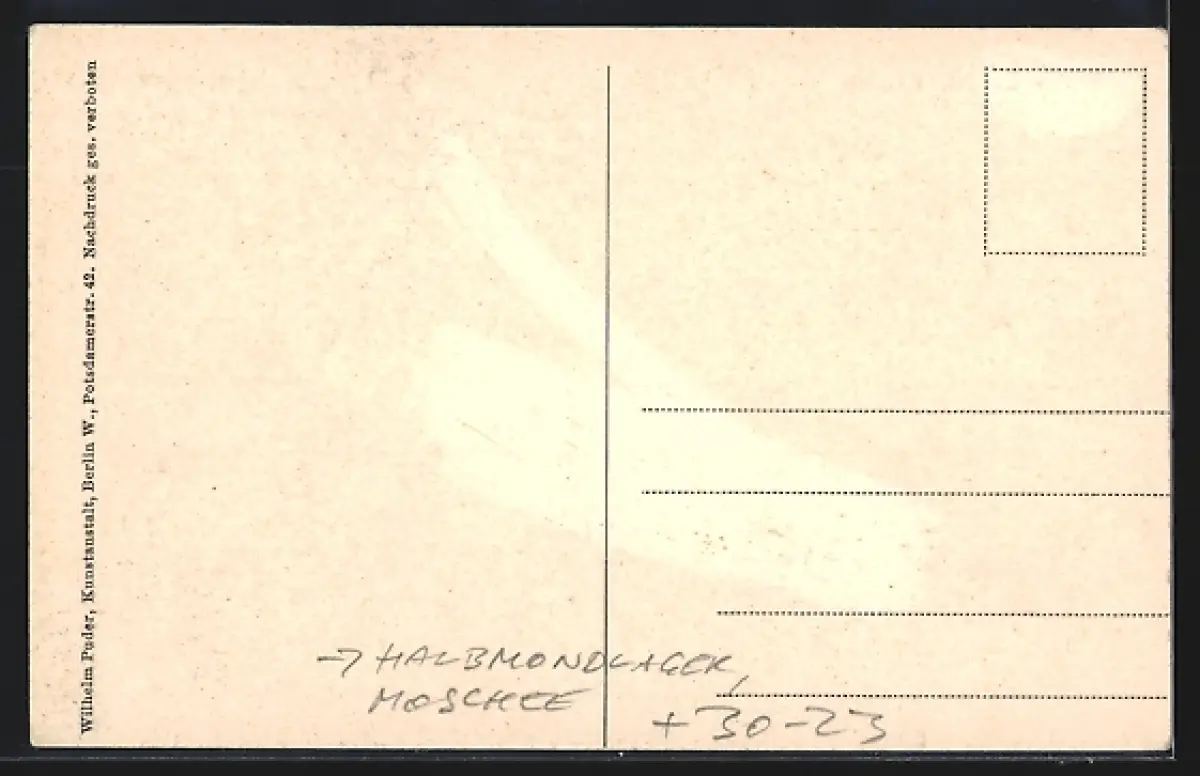 Wilhelm Puder, Kunstanstalt, Berlin W., Potsdamerstr. 42. Nachdruck ges. verboten
→ HALBMONDLAGER,
MOSCHEE
+30-23